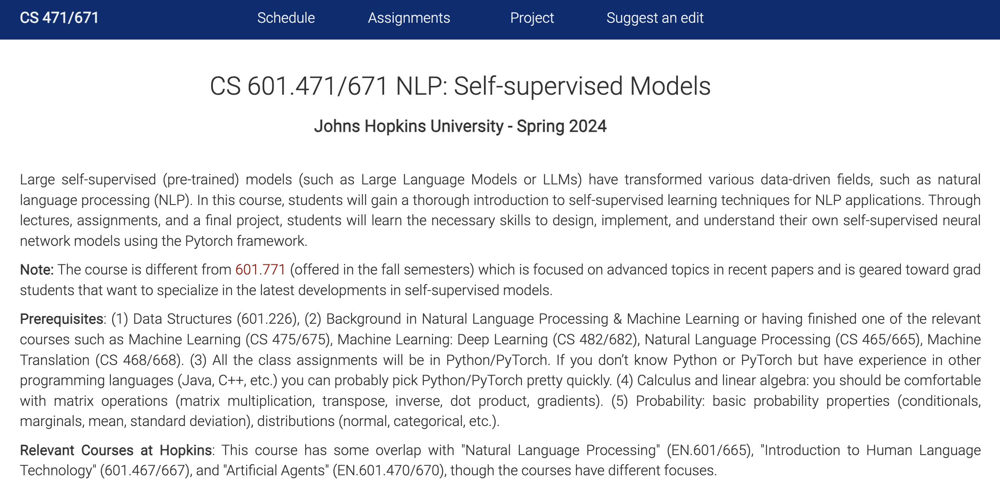 CS 471/671 Schedule Assignments Project Suggest an edit
CS 601.471/671 NLP: Self-supervised Models
Johns Hopkins University - Spring 2024
Large self-supervised (pre-trained) models (such as Large Language Models or LLMs) have transformed various data-driven fields, such as natural
language processing (NLP). In this course, students will gain a thorough introduction to self-supervised learning techniques for NLP applications. Through
lectures, assignments, and a final project, students will learn the necessary skills to design, implement, and understand their own self-supervised neural
network models using the Pytorch framework.
Note: The course is different from 601.771 (offered in the fall semesters) which is focused on advanced topics in recent papers and is geared toward grad
students that want to specialize in the latest developments in self-supervised models.
Prerequisites: (1) Data Structures (601.226), (2) Background in Natural Language Processing & Machine Learning or having finished one of the relevant
courses such as Machine Learning (CS 475/675), Machine Learning: Deep Learning (CS 482/682), Natural Language Processing (CS 465/665), Machine
Translation (CS 468/668). (3) All the class assignments will be in Python/PyTorch. If you don’t know Python or PyTorch but have experience in other
programming languages (Java, C++, etc.) you can probably pick Python/PyTorch pretty quickly. (4) Calculus and linear algebra: you should be comfortable
with matrix operations (matrix multiplication, transpose, inverse, dot product, gradients). (5) Probability: basic probability properties (conditionals,
marginals, mean, standard deviation), distributions (normal, categorical, etc.).
Relevant Courses at Hopkins: This course has some overlap with "Natural Language Processing" (EN.601/665), "Introduction to Human Language
Technology" (601.467/667), and "Artificial Agents" (EN.601.470/670), though the courses have different focuses.